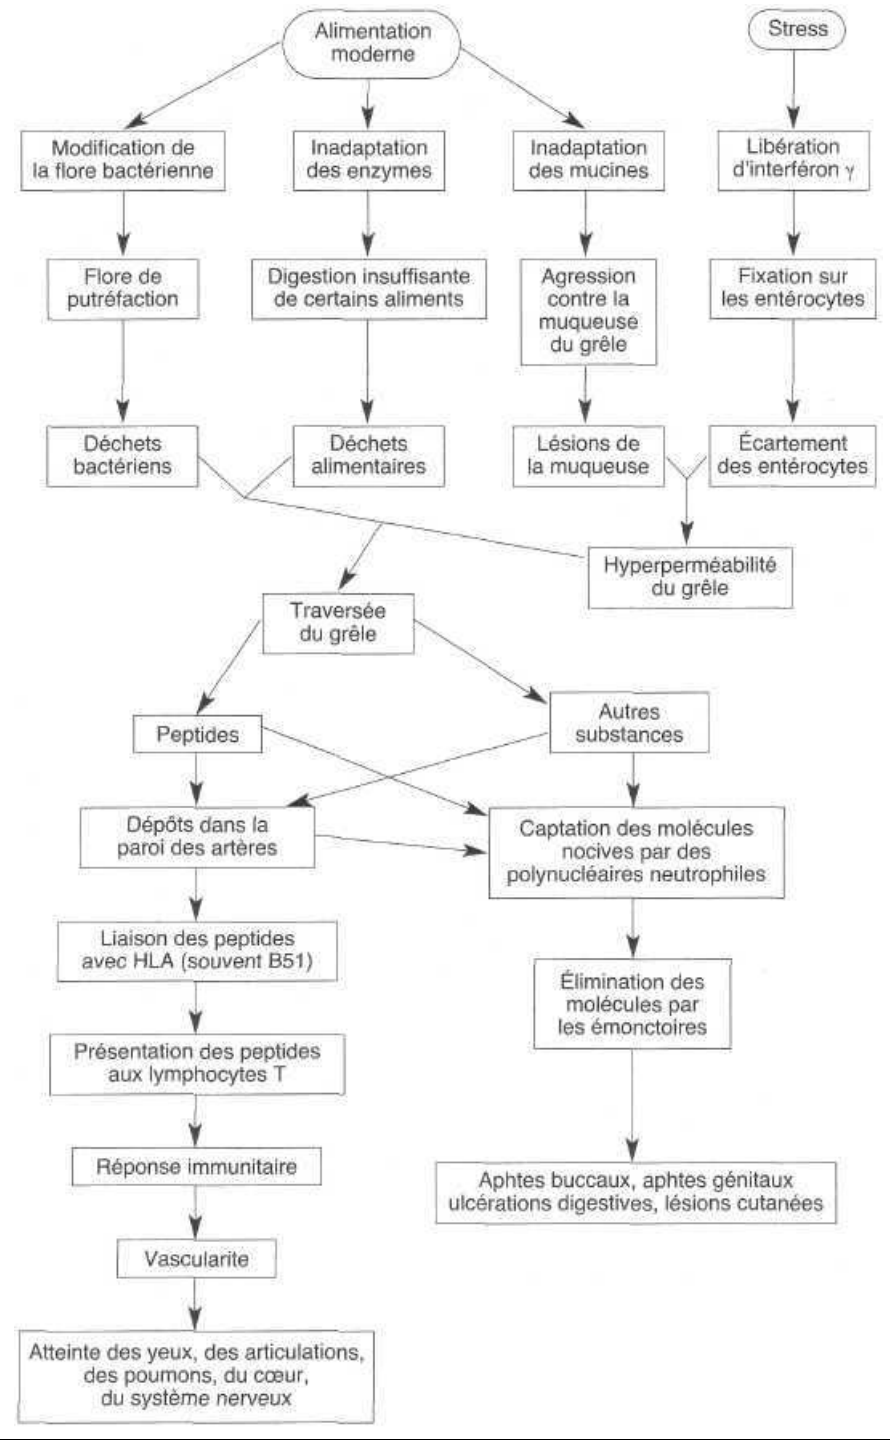 Alimentation
moderne
Stress
Modification de
la flore bactérienne
Inadaptation
des enzymes
Inadaptation
des mucines
Libération
d'interféron γ
Flore de
putréfaction
Digestion insuffisante
de certains aliments
Agression
contre la
muqueuse
du grêle
Fixation sur
les entérocytes
Déchets
bactériens
Déchets
alimentaires
Lésions de
la muqueuse
Écartement
des entérocytes
Hyperperméabilité
du grêle
Traversée
du grêle
Peptides
Autres
substances
Dépôts dans la
paroi des artères
Captation des molécules
nocives par des
polynucléaires neutrophiles
Liaison des peptides
avec HLA (souvent B51)
Élimination des
molécules par
les émonctoires
Présentation des peptides
aux lymphocytes T
Réponse immunitaire
Aphtes buccaux, aphtes génitaux
ulcérations digestives, lésions cutanées
Vascularite
Atteinte des yeux, des articulations,
des poumons, du cœur,
du système nerveux